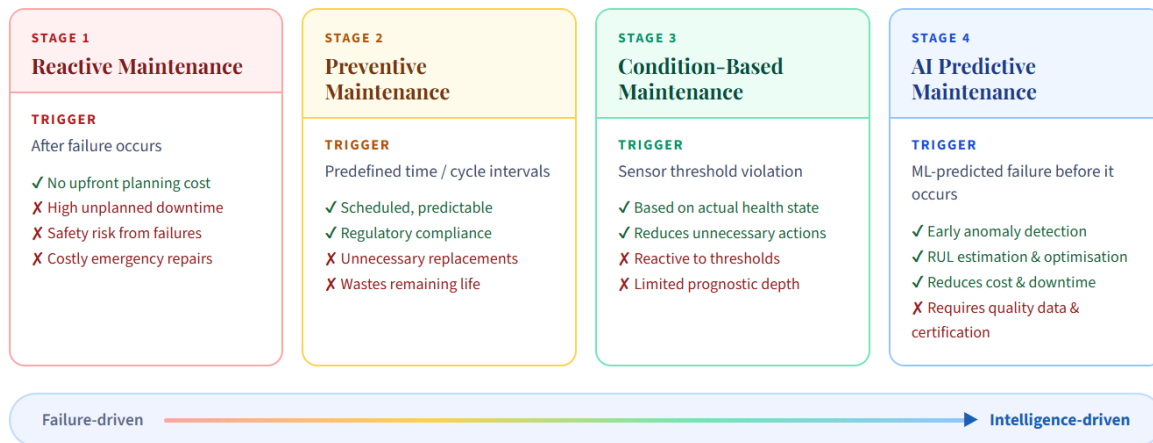 STAGE 1
Reactive Maintenance
TRIGGER
After failure occurs
✓ No upfront planning cost
✗ High unplanned downtime
✗ Safety risk from failures
✗ Costly emergency repairs
STAGE 2
Preventive
Maintenance
TRIGGER
Predefined time / cycle intervals
✓ Scheduled, predictable
✓ Regulatory compliance
✗ Unnecessary replacements
✗ Wastes remaining life
STAGE 3
Condition-Based
Maintenance
TRIGGER
Sensor threshold violation
✓ Based on actual health state
✓ Reduces unnecessary actions
✗ Reactive to thresholds
✗ Limited prognostic depth
STAGE 4
AI Predictive
Maintenance
TRIGGER
ML-predicted failure before it
occurs
✓ Early anomaly detection
✓ RUL estimation & optimisation
✓ Reduces cost & downtime
✗ Requires quality data &
certification
Failure-driven
Intelligence-driven